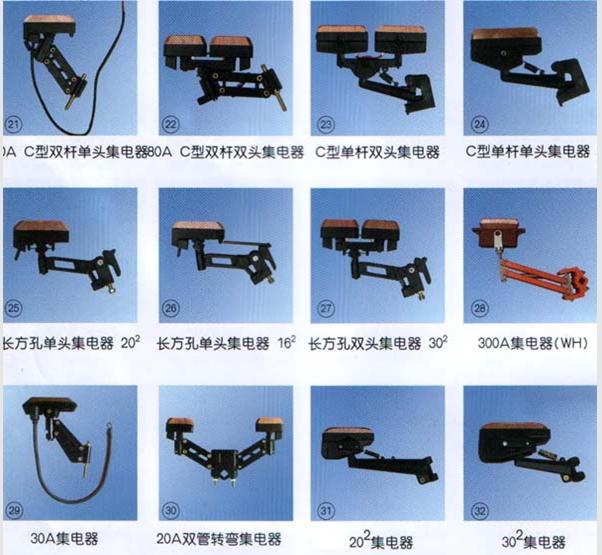 21
22
23
24
0A C型双杆单头集电器
80A C型双杆双头集电器
C型单杆双头集电器
C型单杆单头集电器
25
26
27
28
长方孔单头集电器 20²
长方孔单头集电器 16²
长方孔双头集电器 30²
300A集电器(WH)
29
30
31
32
30A集电器
20A双管转弯集电器
20²集电器
30²集电器